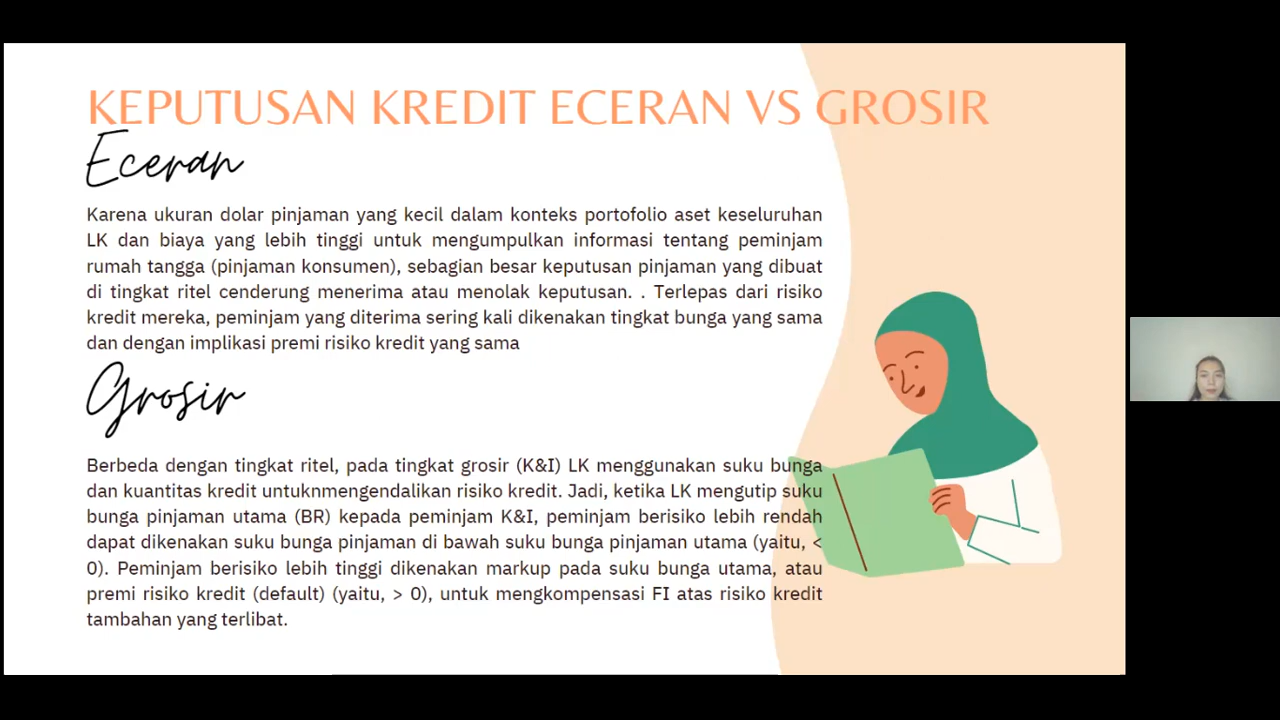 KEPUTUSAN KREDIT ECERAN VS GROSIR
Eceran
Karena ukuran dolar pinjaman yang kecil dalam konteks portofolio aset keseluruhan
LK dan biaya yang lebih tinggi untuk mengumpulkan informasi tentang peminjam
rumah tangga (pinjaman konsumen), sebagian besar keputusan pinjaman yang dibuat
di tingkat ritel cenderung menerima atau menolak keputusan. . Terlepas dari risiko
kredit mereka, peminjam yang diterima sering kali dikenakan tingkat bunga yang sama
dan dengan implikasi premi risiko kredit yang sama
Grosir
Berbeda dengan tingkat ritel, pada tingkat grosir (K&I) LK menggunakan suku bunga
dan kuantitas kredit untuknmengendalikan risiko kredit. Jadi, ketika LK mengutip suku
bunga pinjaman utama (BR) kepada peminjam K&I, peminjam berisiko lebih rendah
dapat dikenakan suku bunga pinjaman di bawah suku bunga pinjaman utama (yaitu, <
0). Peminjam berisiko lebih tinggi dikenakan markup pada suku bunga utama, atau
premi risiko kredit (default) (yaitu, > 0), untuk mengkompensasi FI atas risiko kredit
tambahan yang terlibat.